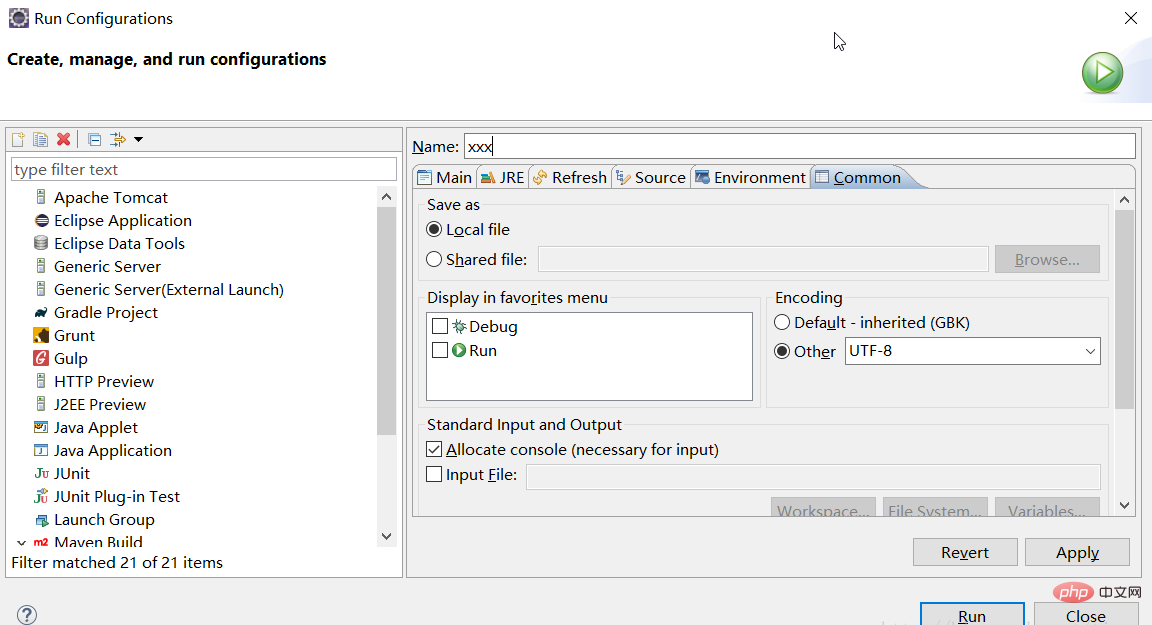 Run Configurations
Create, manage, and run configurations
type filter text
Apache Tomcat
Eclipse Application
Eclipse Data Tools
Generic Server
Generic Server(External Launch)
Gradle Project
Grunt
Gulp
HTTP Preview
J2EE Preview
Java Applet
Java Application
JUnit
JUnit Plug-in Test
Launch Group
Maven Build
Filter matched 21 of 21 items
Name: xxx
Main JRE Refresh Source Environment Common
Save as
Local file
Shared file: Browse...
Display in favorites menu
Debug
Run
Encoding
Default - inherited (GBK)
Other UTF-8
Standard Input and Output
Allocate console (necessary for input)
Input File:
Workspace... File System... Variables...
Revert Apply
php 中文网
Run Close